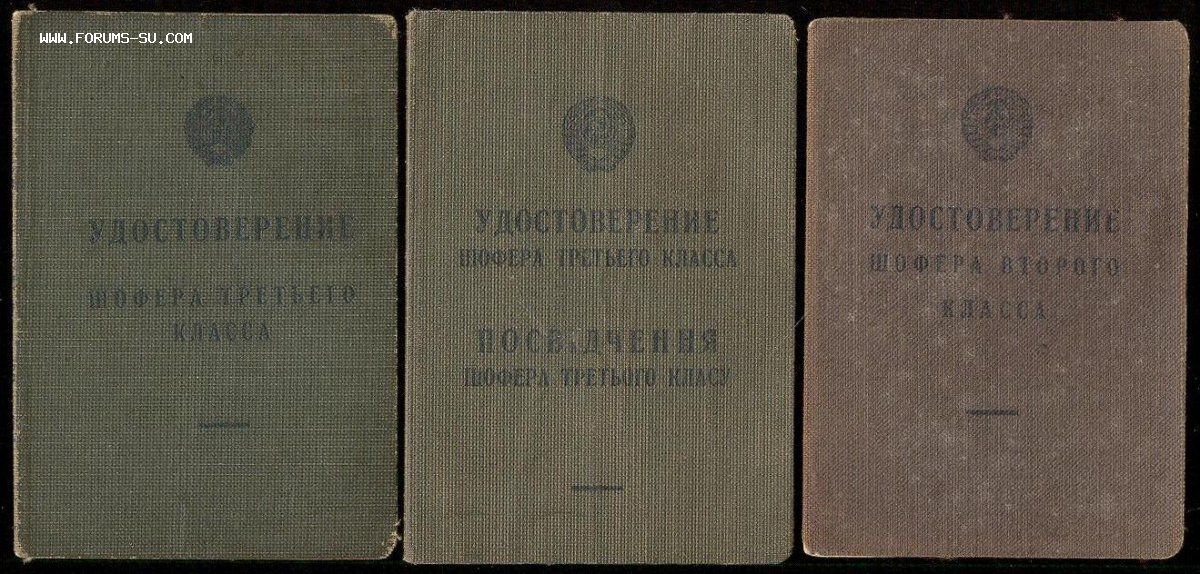 WWW.FORUMS-SU.COM
УДОСТОВЕРЕНИЕ
ШОФЕРА ТРЕТЬЕГО
КЛАССА
УДОСТОВЕРЕНИЕ
ШОФЕРА ТРЕТЬЕГО КЛАССА
ПОСВІДЧЕННЯ
ШОФЕРА ТРЕТЬОГО КЛАСУ
УДОСТОВЕРЕНИЕ
ШОФЕРА ВТОРОГО
КЛАССА